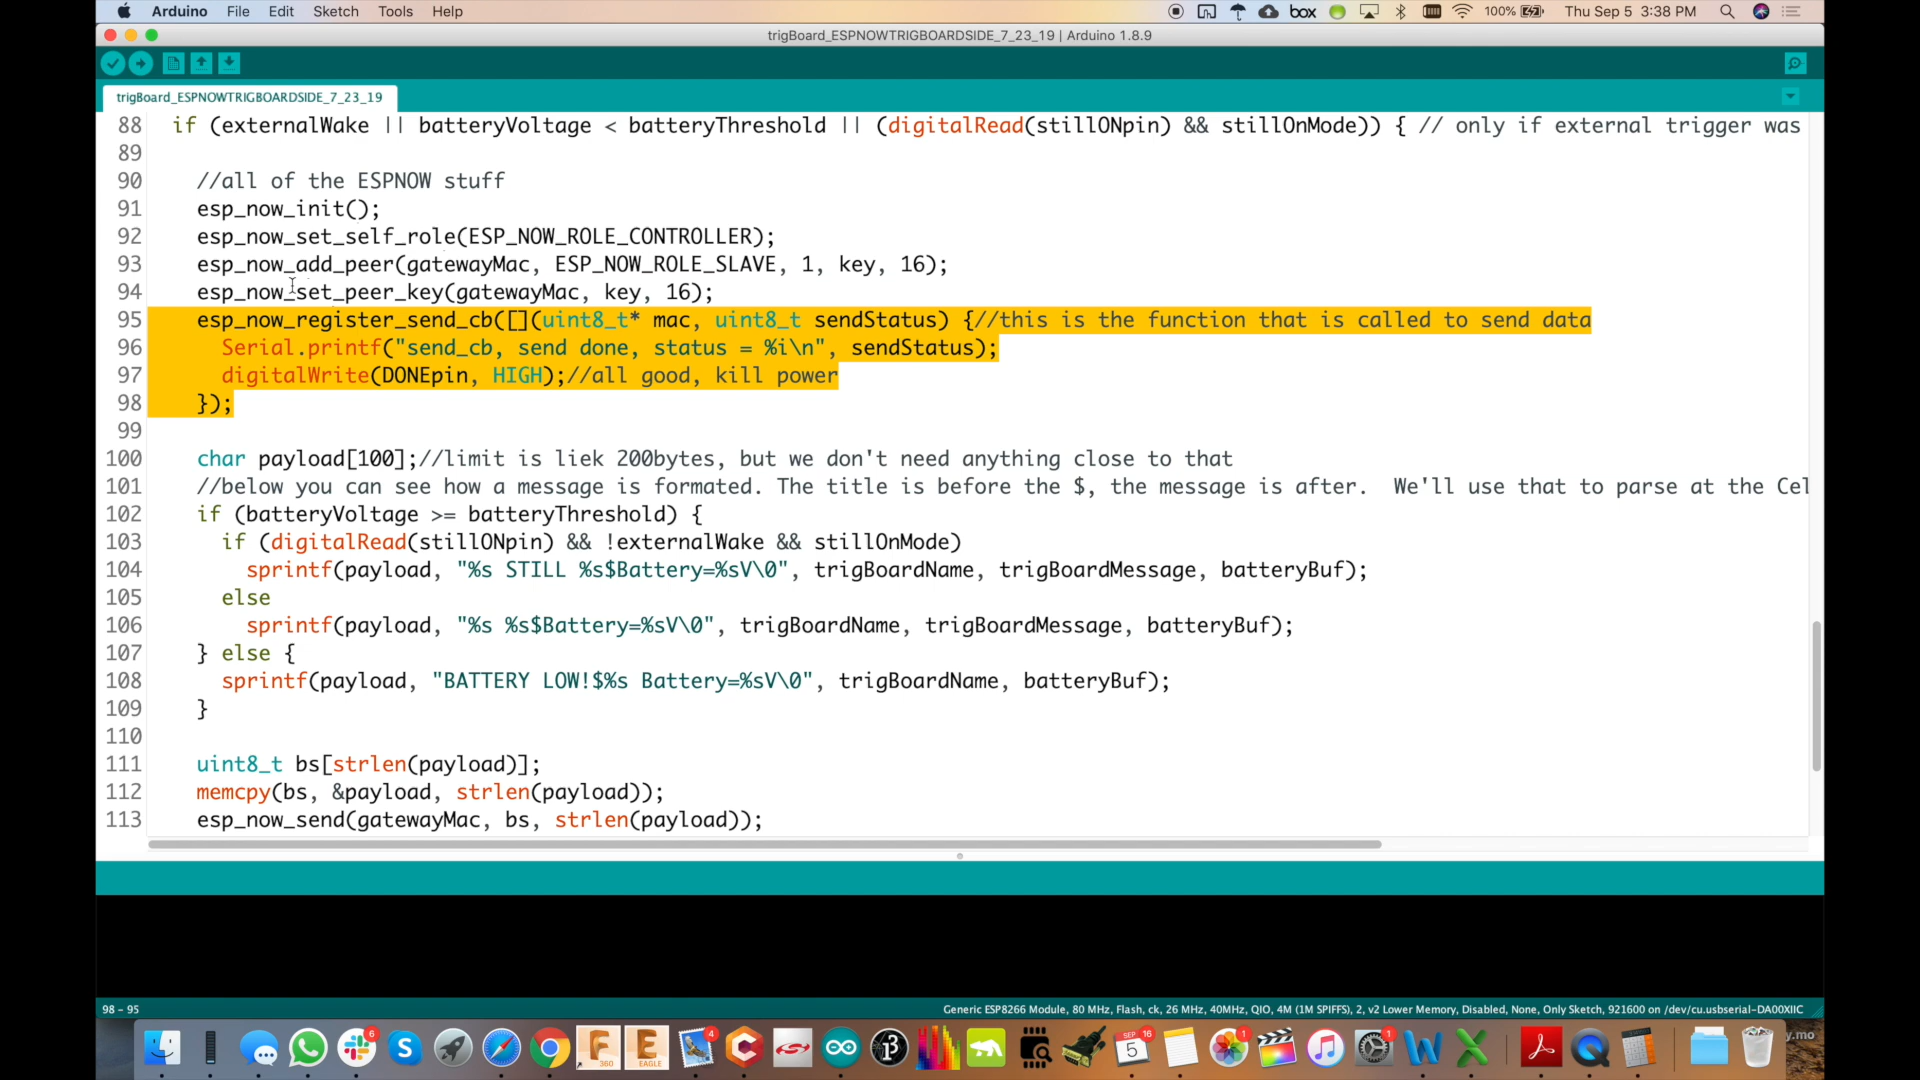 Arduino File Edit Sketch Tools Help box 100% Thu Sep 5 3:38 PM
trigBoard_ESPNOWTRIGBOARDSIDE_7_23_19 | Arduino 1.8.9
trigBoard_ESPNOWTRIGBOARDSIDE_7_23_19
88 if (externalWake || batteryVoltage < batteryThreshold || (digitalRead(stillONpin) && stillOnMode)) { // only if external trigger was
89
90 //all of the ESPNOW stuff
91 esp_now_init();
92 esp_now_set_self_role(ESP_NOW_ROLE_CONTROLLER);
93 esp_now_add_peer(gatewayMac, ESP_NOW_ROLE_SLAVE, 1, key, 16);
94 esp_now_set_peer_key(gatewayMac, key, 16);
95 esp_now_register_send_cb([](uint8_t* mac, uint8_t sendStatus) {//this is the function that is called to send data
96 Serial.printf("send_cb, send done, status = %i\n", sendStatus);
97 digitalWrite(DONEpin, HIGH);//all good, kill power
98 });
99
100 char payload[100];//limit is liek 200bytes, but we don't need anything close to that
101 //below you can see how a message is formated. The title is before the $, the message is after.  We'll use that to parse at the Cel
102 if (batteryVoltage >= batteryThreshold) {
103 if (digitalRead(stillONpin) && !externalWake && stillOnMode)
104 sprintf(payload, "%s STILL %s$Battery=%sV\0", trigBoardName, trigBoardMessage, batteryBuf);
105 else
106 sprintf(payload, "%s %s$Battery=%sV\0", trigBoardName, trigBoardMessage, batteryBuf);
107 } else {
108 sprintf(payload, "BATTERY LOW!$%s Battery=%sV\0", trigBoardName, batteryBuf);
109 }
110
111 uint8_t bs[strlen(payload)];
112 memcpy(bs, &payload, strlen(payload));
113 esp_now_send(gatewayMac, bs, strlen(payload));
98 - 95 Generic ESP8266 Module, 80 MHz, Flash, ck, 26 MHz, 40MHz, QIO, 4M (1M SPIFFS), 2, v2 Lower Memory, Disabled, None, Only Sketch, 921600 on /dev/cu.usbserial-DA00XIIC
6 S F 360 E EAGLE 4 SEP 5 16 1 1 W X
y.mo